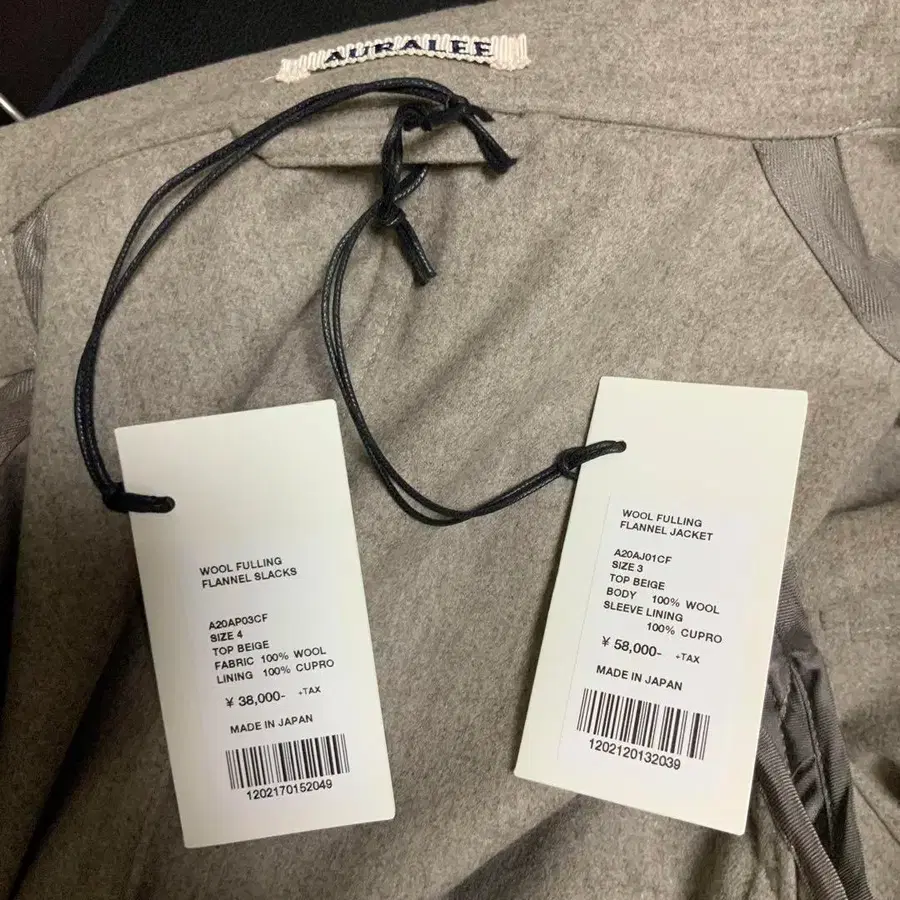 AURALEE
WOOL FULLING
FLANNEL SLACKS
A20AP03CF
SIZE 4
TOP BEIGE
FABRIC 100% WOOL
LINING 100% CUPRO
¥ 38,000- +TAX
MADE IN JAPAN
1202170152049
WOOL FULLING
FLANNEL JACKET
A20AJ01CF
SIZE 3
TOP BEIGE
BODY 100% WOOL
SLEEVE LINING
100% CUPRO
¥ 58,000- +TAX
MADE IN JAPAN
1202120132039